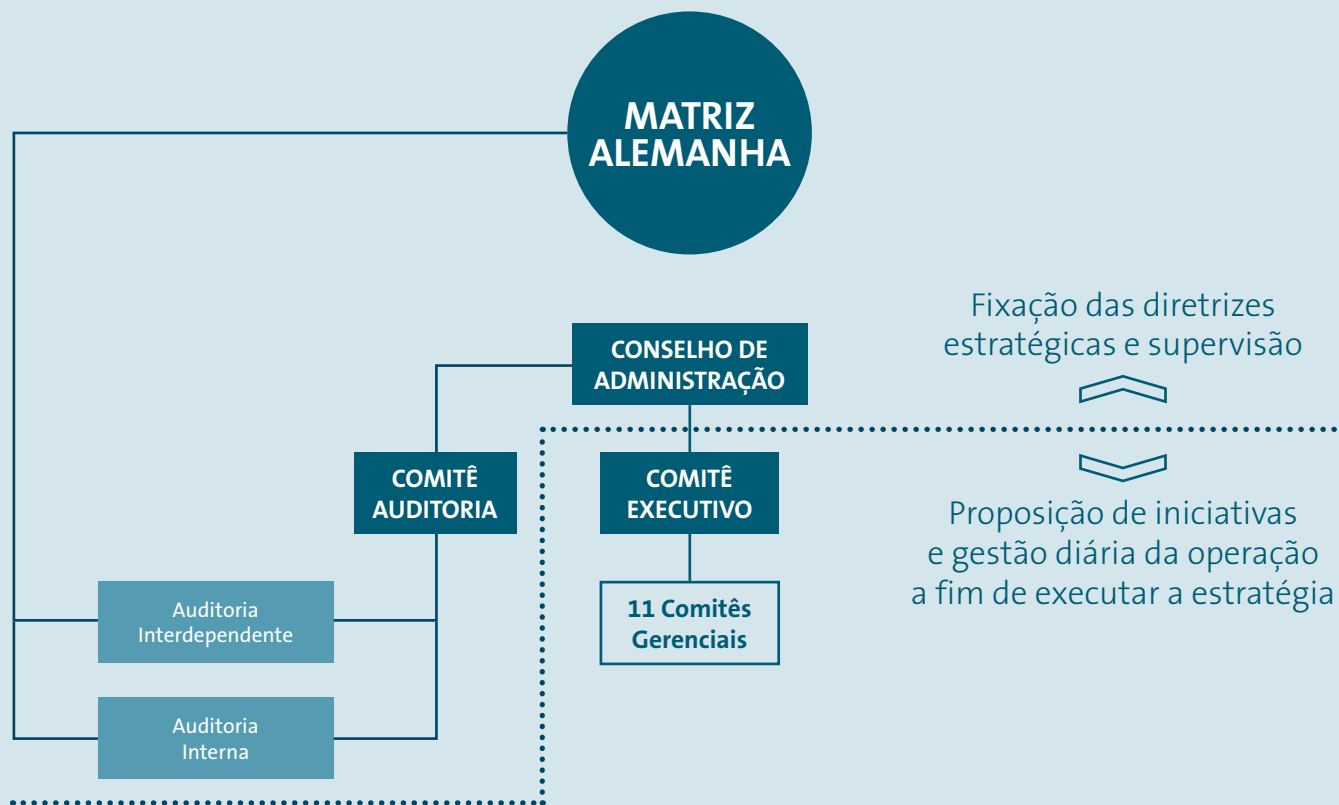 MATRIZ
ALEMANHA
Fixação das diretrizes
estratégicas e supervisão
CONSELHO DE
ADMINISTRAÇÃO
COMITÊ
AUDITORIA
COMITÊ
EXECUTIVO
Proposição de iniciativas
e gestão diária da operação
a fim de executar a estratégia
Auditoria
Interdependente
11 Comitês
Gerenciais
Auditoria
Interna